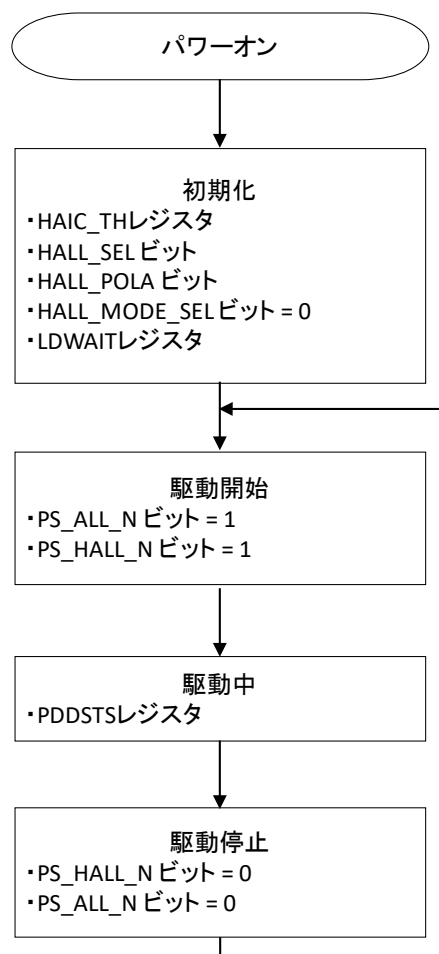 パワーオン
初期化
・HAIC_THレジスタ
・HALL_SEL ビット
・HALL_POLA ビット
・HALL_MODE_SEL ビット = 0
・LDWAITレジスタ
駆動開始
・PS_ALL_N ビット = 1
・PS_HALL_N ビット = 1
駆動中
・PDDSTSレジスタ
駆動停止
・PS_HALL_N ビット = 0
・PS_ALL_N ビット = 0